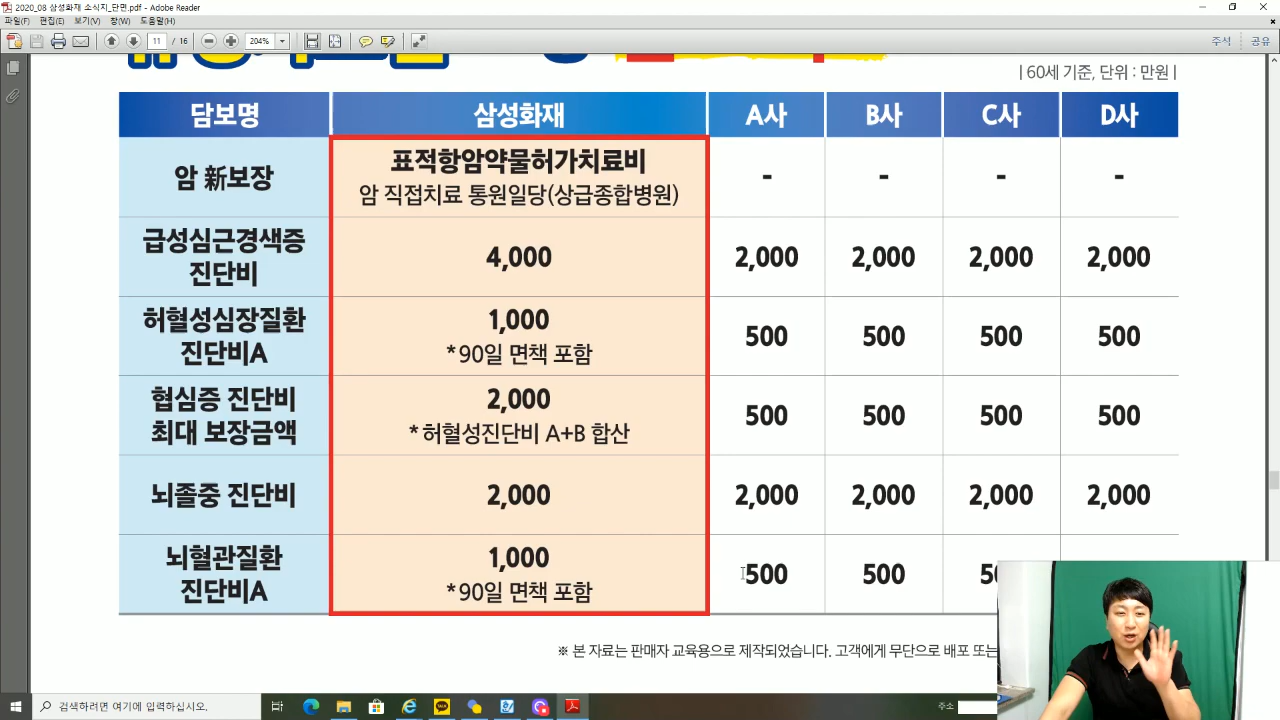 2020_08 삼성화재 소식지_단면.pdf - Adobe Reader
파일(F) 편집(E) 보기(V) 창(W) 도움말(H)
11 / 16 204% 주석 공유
| 60세 기준, 단위 : 만원 |
담보명 삼성화재 A사 B사 C사 D사
암 新보장 표적항암약물허가치료비 - - - -
암 직접치료 통원일당(상급종합병원)
급성심근경색증
진단비 4,000 2,000 2,000 2,000 2,000
허혈성심장질환
진단비A 1,000 500 500 500 500
*90일 면책 포함
협심증 진단비
최대 보장금액 2,000 500 500 500 500
*허혈성진단비 A+B 합산
뇌졸중 진단비 2,000 2,000 2,000 2,000 2,000
뇌혈관질환
진단비A 1,000 500 500
*90일 면책 포함
※ 본 자료는 판매자 교육용으로 제작되었습니다. 고객에게 무단으로 배포 또는
검색하려면 여기에 입력하십시오. 주소